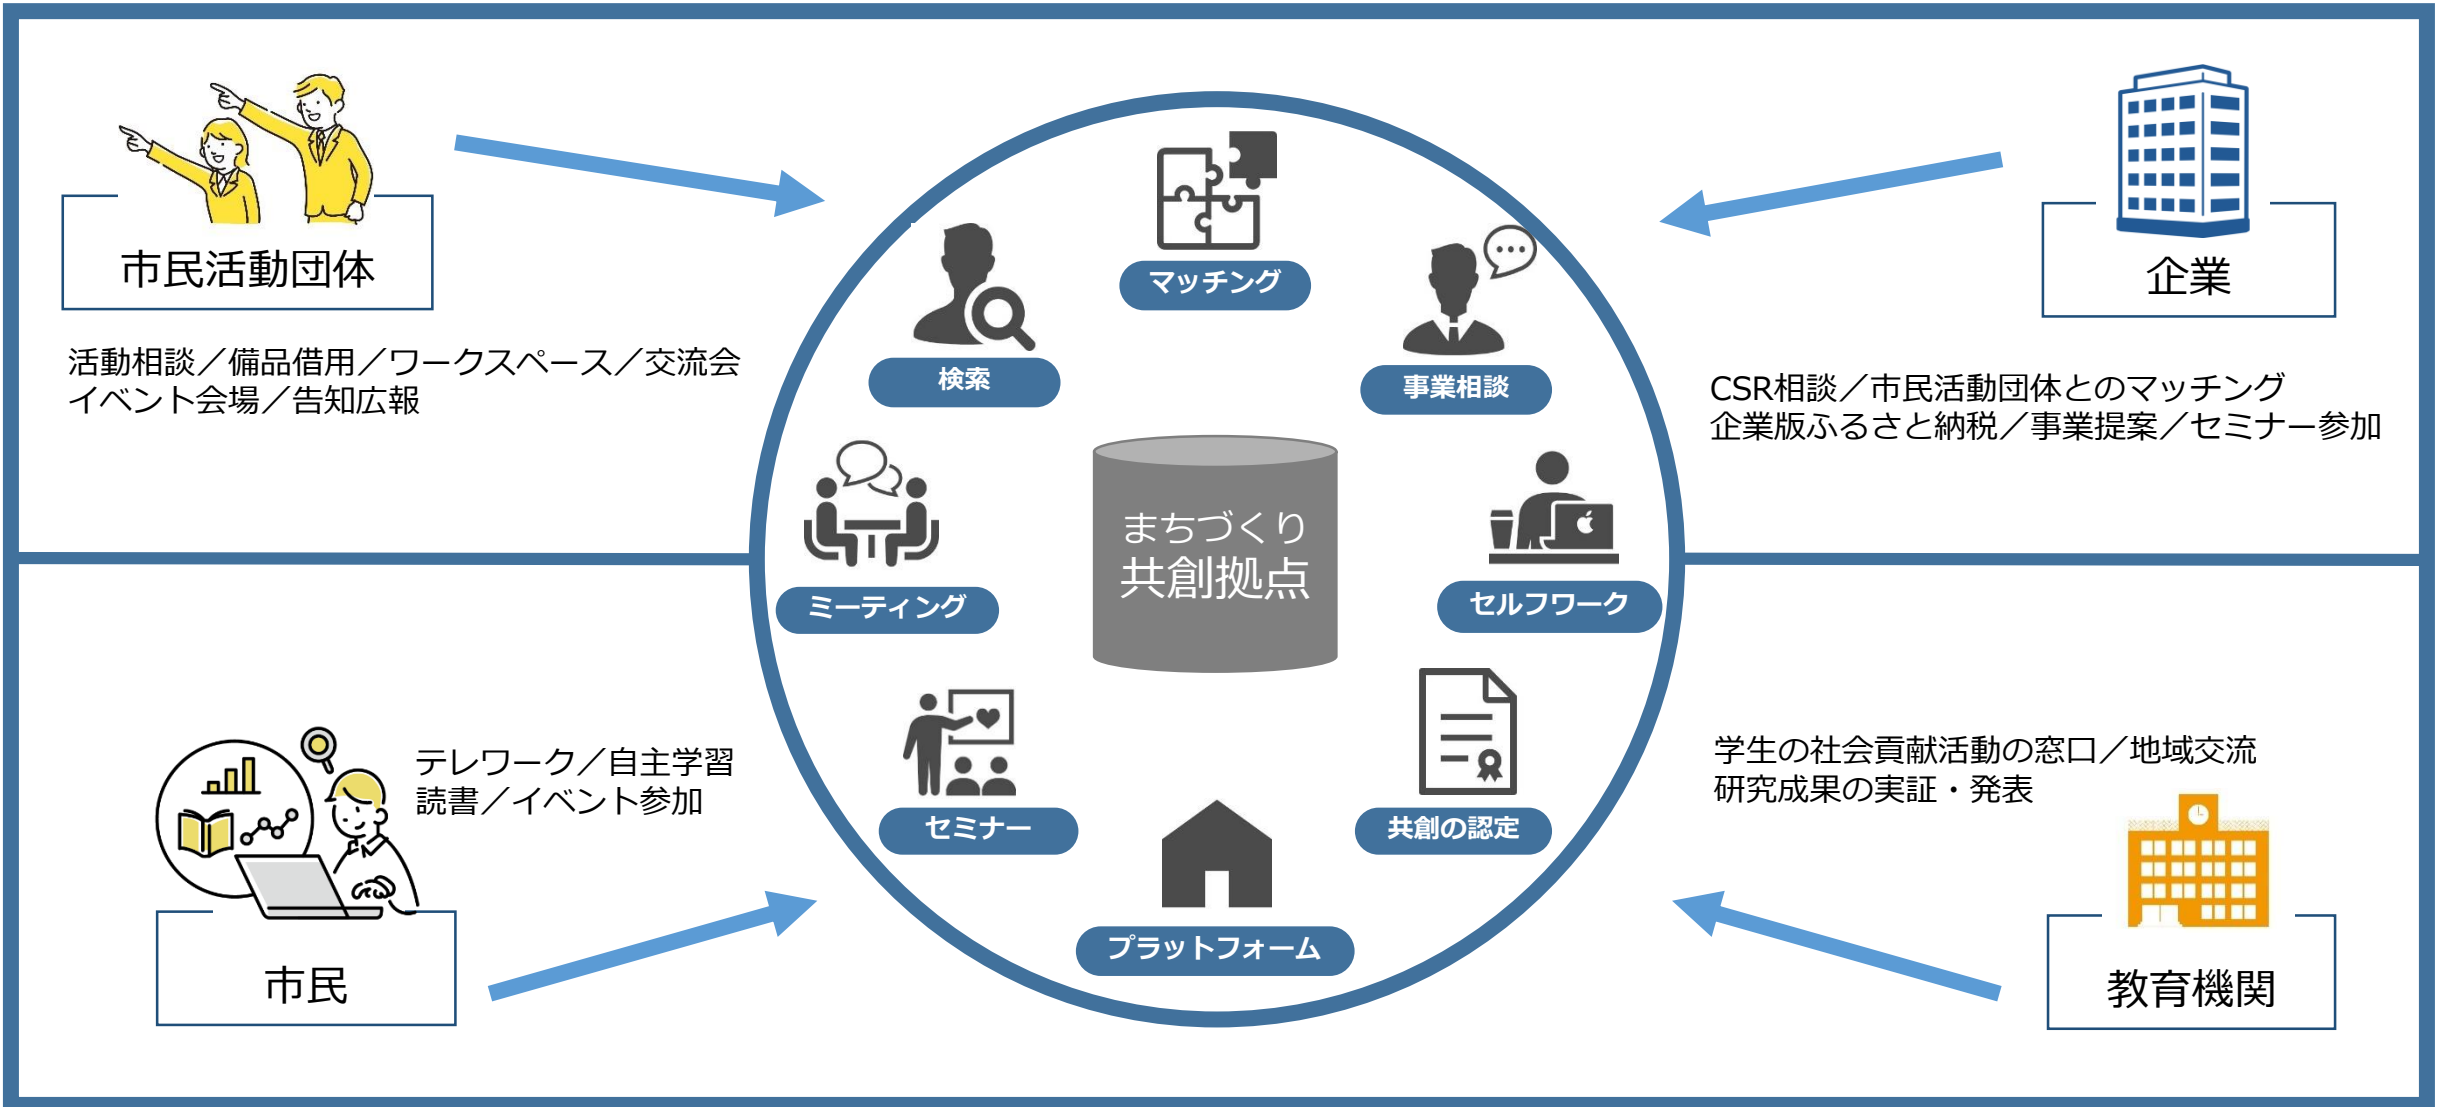 市民活動団体
活動相談／備品借用／ワークスペース／交流会
イベント会場／告知広報
企業
CSR相談／市民活動団体とのマッチング
企業版ふるさと納税／事業提案／セミナー参加
マッチング
検索
事業相談
ミーティング
まちづくり
共創拠点
セルフワーク
セミナー
共創の認定
プラットフォーム
テレワーク／自主学習
読書／イベント参加
市民
学生の社会貢献活動の窓口／地域交流
研究成果の実証・発表
教育機関